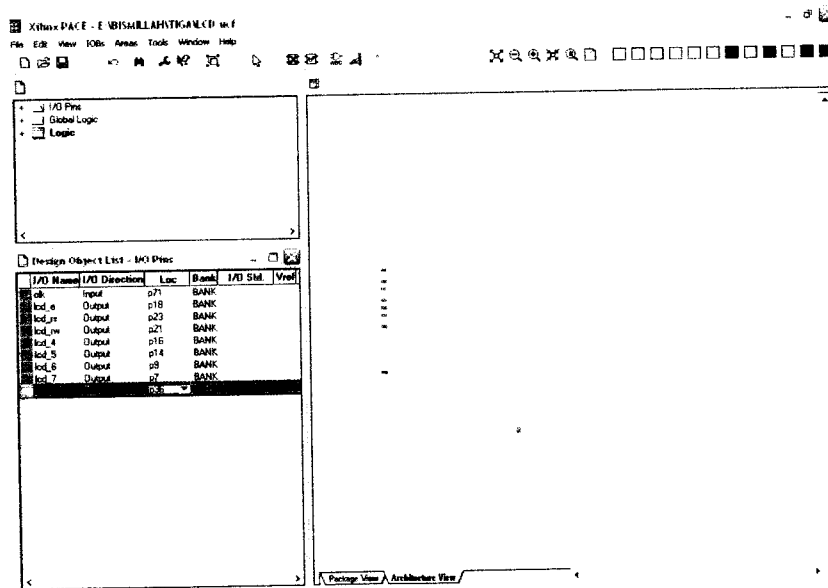 Xilinx PACE - E:\BISMILLAH\STIGA\LCD.ucf
File Edit View IOBs Areas Tools Window Help
I/O Pins
Global Logic
Logic
Design Object List - I/O Pins
I/O Name I/O Direction Loc Bank I/O Std. Vref
clk Input p71 BANK
lcd_e Output p18 BANK
lcd_rs Output p23 BANK
lcd_rw Output p21 BANK
lcd_4 Output p16 BANK
lcd_5 Output p14 BANK
lcd_6 Output p9 BANK
lcd_7 Output p7 BANK
p36
Package View Architecture View